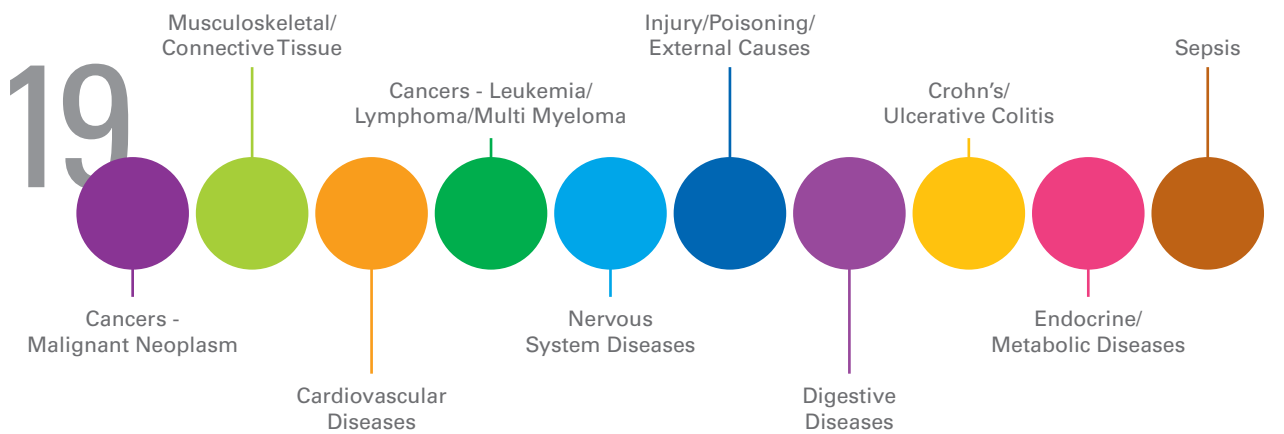 19
Musculoskeletal/
Connective Tissue
Injury/Poisoning/
External Causes
Sepsis
Cancers - Leukemia/
Lymphoma/Multi Myeloma
Crohn's/
Ulcerative Colitis
Cancers -
Malignant Neoplasm
Nervous
System Diseases
Endocrine/
Metabolic Diseases
Cardiovascular
Diseases
Digestive
Diseases